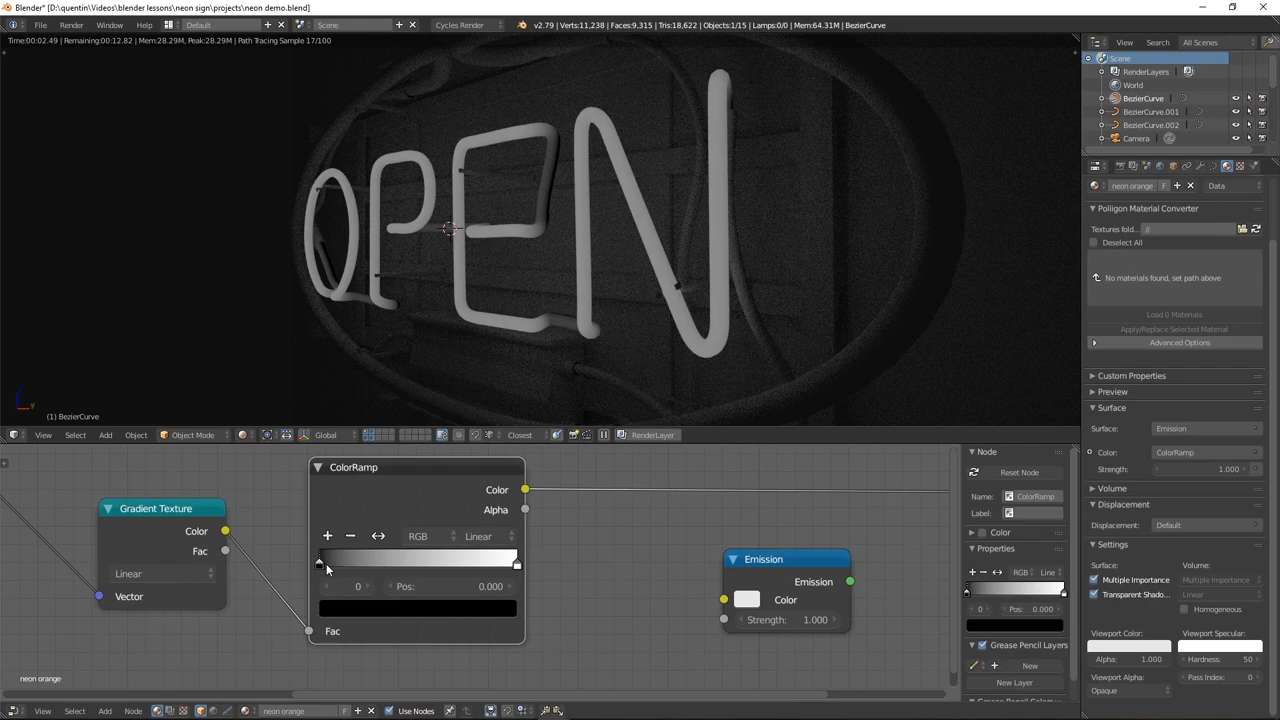 Blender* [D:\quentin\Videos\blender lessons\neon sign\projects\neon demo.blend]
File Render Window Help Default Scene Cycles Render v2.79 | Verts:11,238 | Faces:9,315 | Tris:18,622 | Objects:1/15 | Lamps:0/0 | Mem:64.31M | BezierCurve
Time:00:02.49 | Remaining:00:12.82 | Mem:28.29M, Peak:28.29M | Path Tracing Sample 17/100
OPEN
(1) BezierCurve
View Select Add Object Object Mode Global Closest RenderLayer
View Search All Scenes
Scene
RenderLayers
World
BezierCurve
BezierCurve.001
BezierCurve.002
Camera
neon orange F Data
Poliigon Material Converter
Textures fold... //
Deselect All
No materials found, set path above
Load 0 Materials
Apply/Replace Selected Material
Advanced Options
Custom Properties
Preview
Surface
Surface: Emission
Color: ColorRamp
Strength: 1.000
Volume
Displacement
Displacement: Default
Settings
Surface: Volume:
Multiple Importance Multiple Importance
Transparent Shado... Linear
Homogeneous
Viewport Color: Viewport Specular:
Alpha: 1.000 Hardness: 50
Viewport Alpha: Pass Index: 0
Opaque
Gradient Texture
Color
Fac
Linear
Vector
ColorRamp
Color
Alpha
RGB Linear
0 Pos: 0.000
Fac
Emission
Emission
Color
Strength: 1.000
Node
Reset Node
Name: ColorRamp
Label:
Color
Properties
RGB Line
0 Pos: 0.000
Grease Pencil Layers
New
New Layer
neon orange
View Select Add Node neon orange F Use Nodes